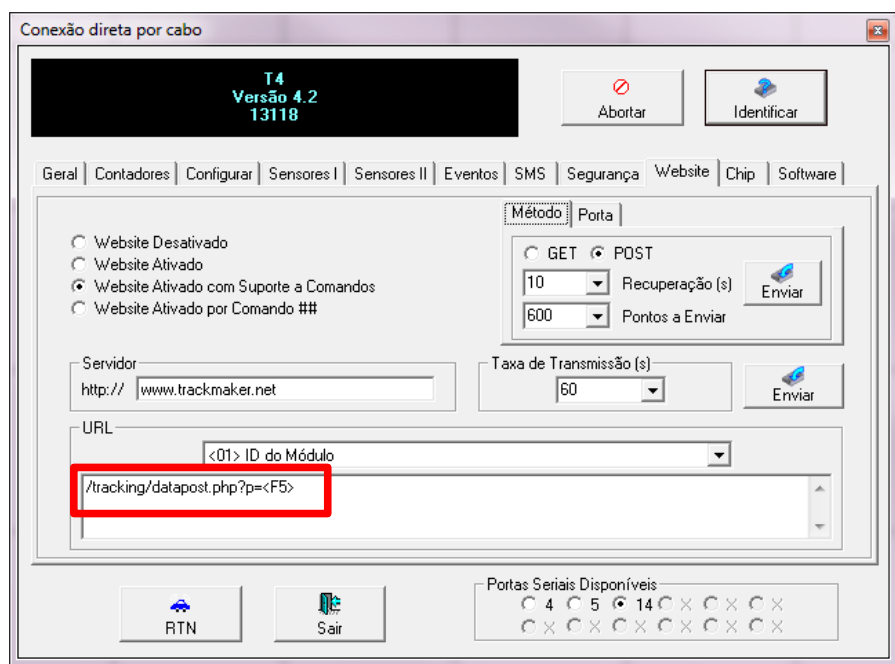 Conexão direta por cabo
T4
Versão 4.2
13118
Abortar
Identificar
Geral Contadores Configurar Sensores I Sensores II Eventos SMS Segurança Website Chip Software
Website Desativado
Website Ativado
Website Ativado com Suporte a Comandos
Website Ativado por Comando ##
Método Porta
GET POST
10 Recuperação (s)
600 Pontos a Enviar
Enviar
Servidor
http:// www.trackmaker.net
Taxa de Transmissão (s)
60
Enviar
URL
<01> ID do Módulo
/tracking/datapost.php?p=<F5>
RTN
Sair
Portas Seriais Disponíveis
4 5 14 X X X
X X X X X X